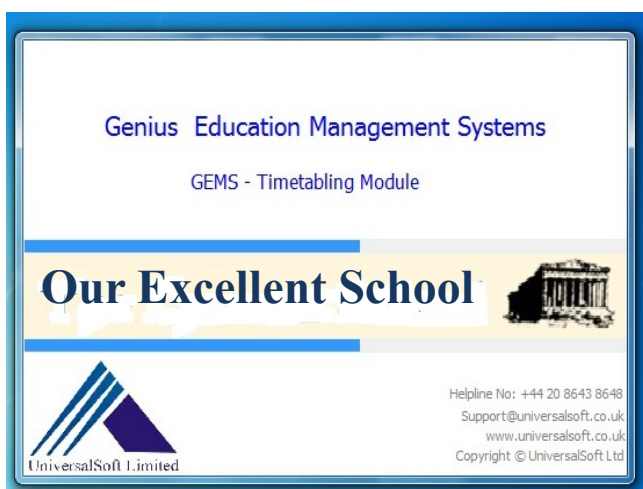 Genius Education Management Systems
GEMS - Timetabling Module
Our Excellent School
UniversalSoft Limited
Helpline No: +44 20 8643 8648
Support@universalsoft.co.uk
www.universalsoft.co.uk
Copyright © UniversalSoft Ltd